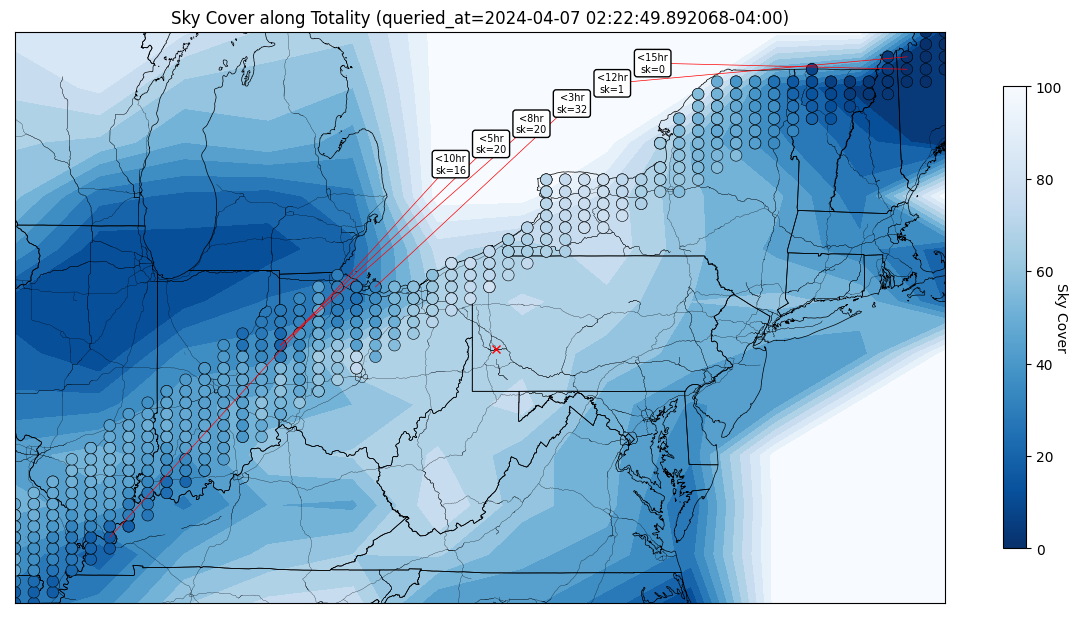 Sky Cover along Totality (queried_at=2024-04-07 02:22:49.892068-04:00)
<15hr
sk=0
<12hr
sk=1
<3hr
sk=32
<8hr
sk=20
<5hr
sk=20
<10hr
sk=16
100
80
60
40
20
0
Sky Cover